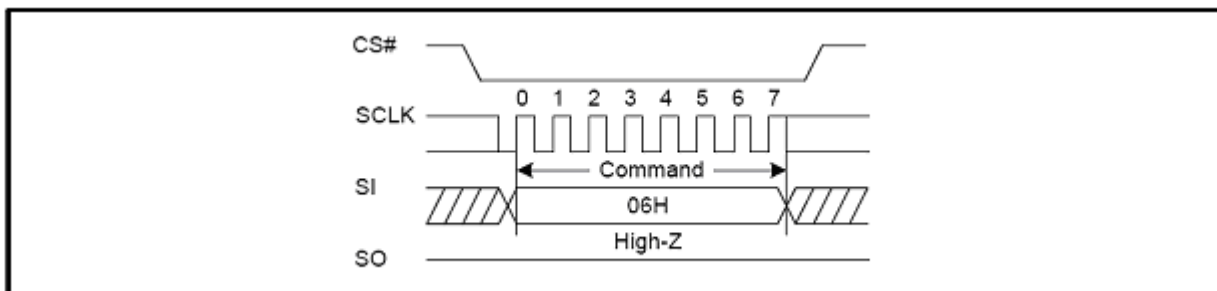 CS#
0 1 2 3 4 5 6 7
SCLK
Command
SI
06H
High-Z
SO